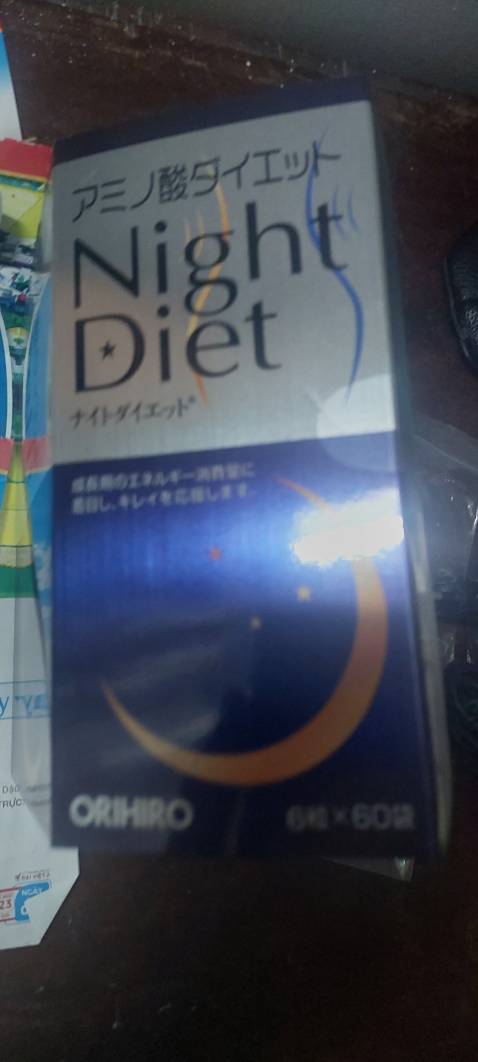 アミノ酸ダイエット
Night
Diet
ナイトダイエット®
成長期のエネルギー消費量に
着目し、キレイを応援します。
ORIHIRO
6粒×60袋
NGÀY
23